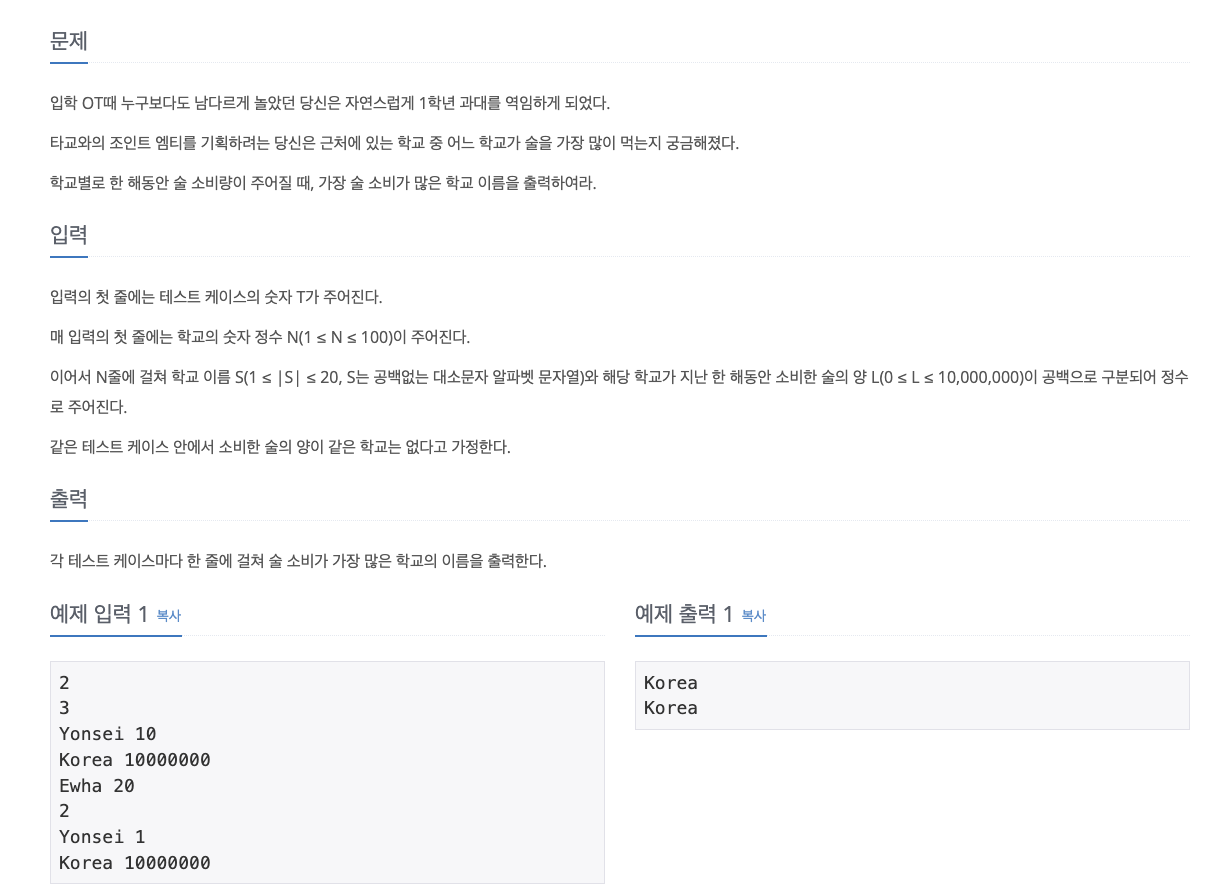 문제
입학 OT때 누구보다도 남다르게 놀았던 당신은 자연스럽게 1학년 과대를 역임하게 되었다.
타교와의 조인트 엠티를 기획하려는 당신은 근처에 있는 학교 중 어느 학교가 술을 가장 많이 먹는지 궁금해졌다.
학교별로 한 해동안 술 소비량이 주어질 때, 가장 술 소비가 많은 학교 이름을 출력하여라.
입력
입력의 첫 줄에는 테스트 케이스의 숫자 T가 주어진다.
매 입력의 첫 줄에는 학교의 숫자 정수 N(1 ≤ N ≤ 100)이 주어진다.
이어서 N줄에 걸쳐 학교 이름 S(1 ≤ |S| ≤ 20, S는 공백없는 대소문자 알파벳 문자열)와 해당 학교가 지난 한 해동안 소비한 술의 양 L(0 ≤ L ≤ 10,000,000)이 공백으로 구분되어 정수
로 주어진다.
같은 테스트 케이스 안에서 소비한 술의 양이 같은 학교는 없다고 가정한다.
출력
각 테스트 케이스마다 한 줄에 걸쳐 술 소비가 가장 많은 학교의 이름을 출력한다.
예제 입력 1 복사
2
3
Yonsei 10
Korea 10000000
Ewha 20
2
Yonsei 1
Korea 10000000
예제 출력 1 복사
Korea
Korea